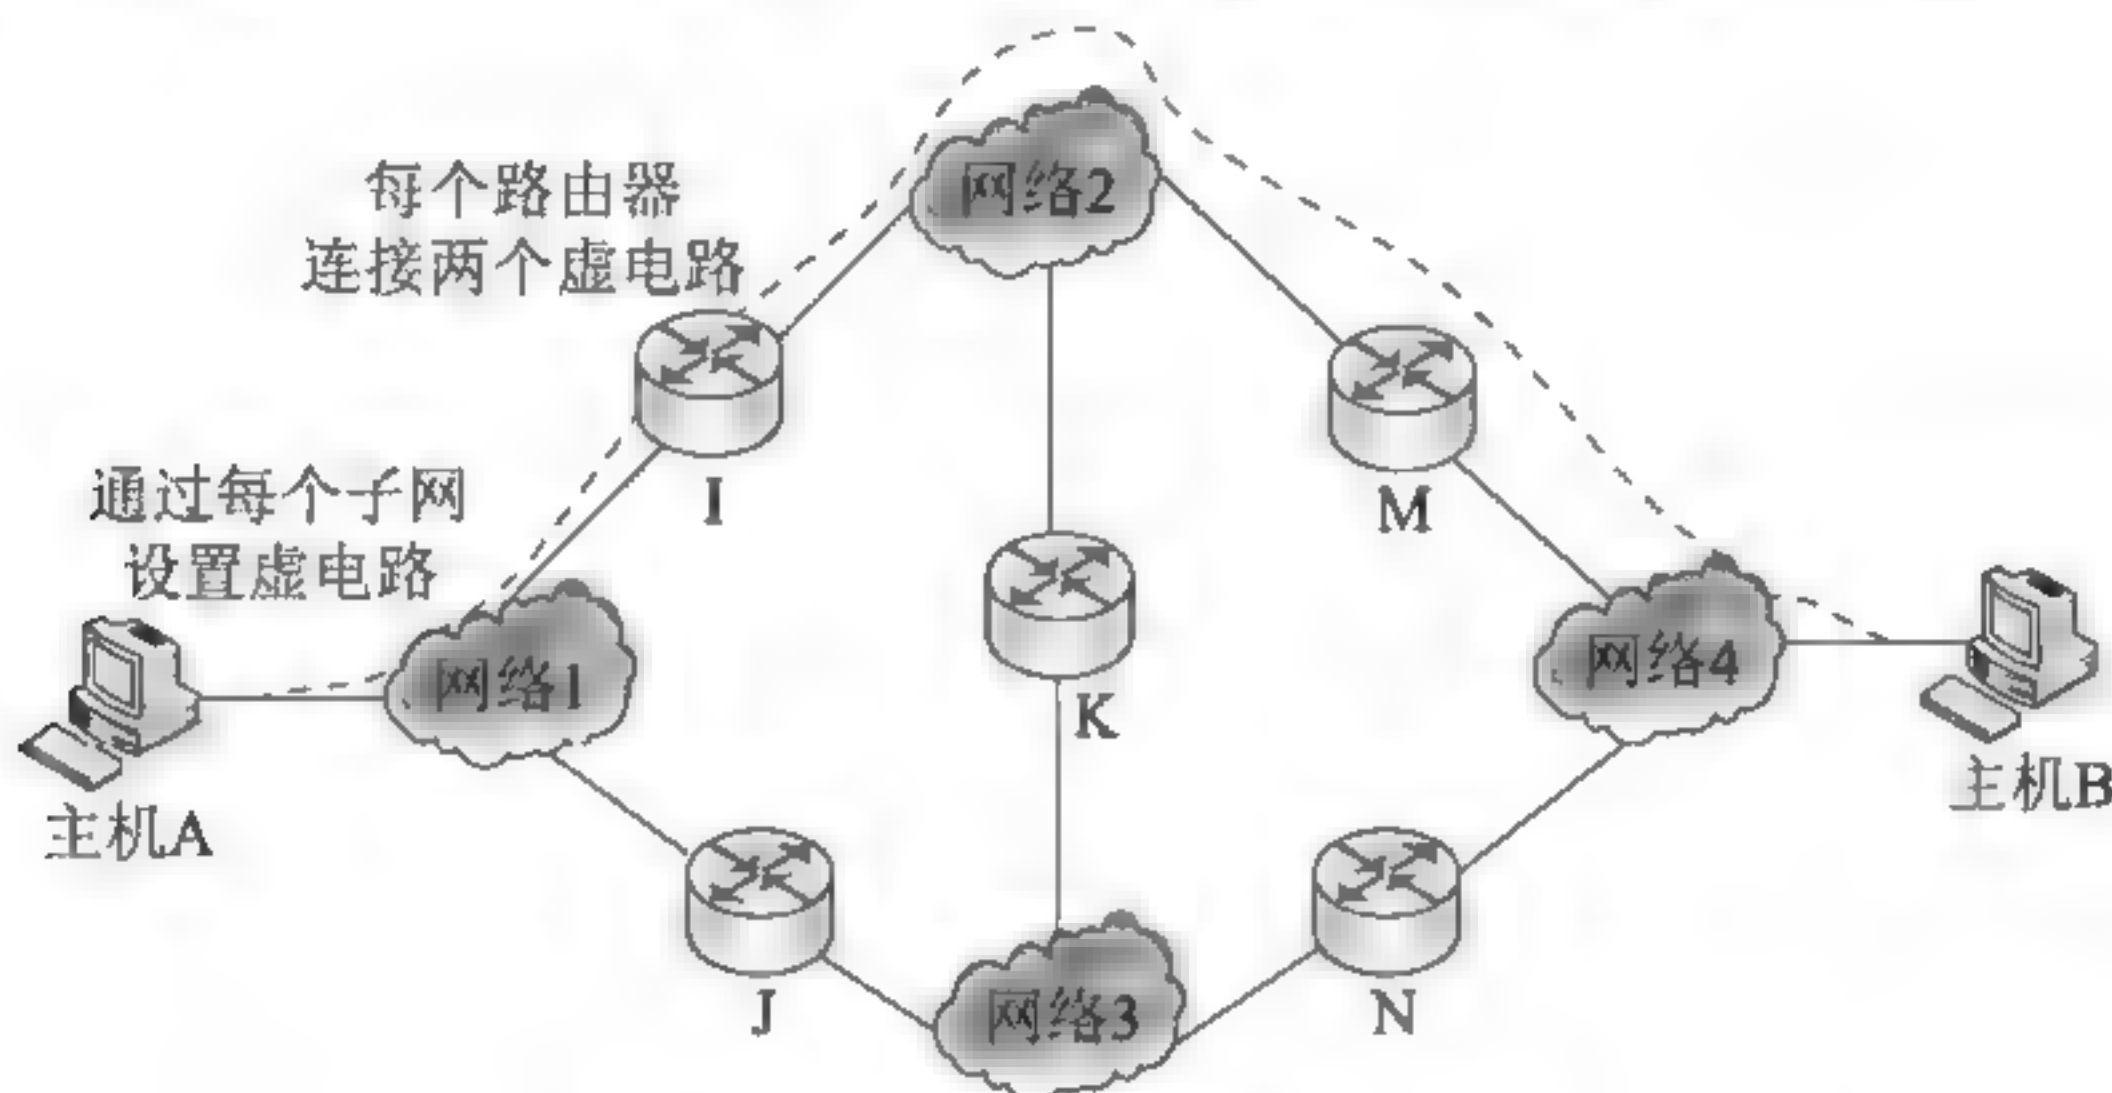 每个路由器
连接两个虚电路
网络2
通过每个子网
设置虚电路
I
M
网络1
K
网络4
主机A
主机B
J
网络3
N